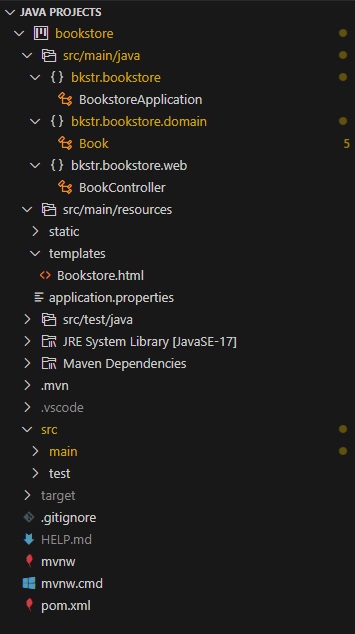 JAVA PROJECTS
bookstore
src/main/java
{} bkstr.bookstore
BookstoreApplication
{} bkstr.bookstore.domain
Book 5
{} bkstr.bookstore.web
BookController
src/main/resources
static
templates
<> Bookstore.html
application.properties
src/test/java
JRE System Library [JavaSE-17]
Maven Dependencies
.mvn
.vscode
src
main
test
target
.gitignore
HELP.md
mvnw
mvnw.cmd
pom.xml